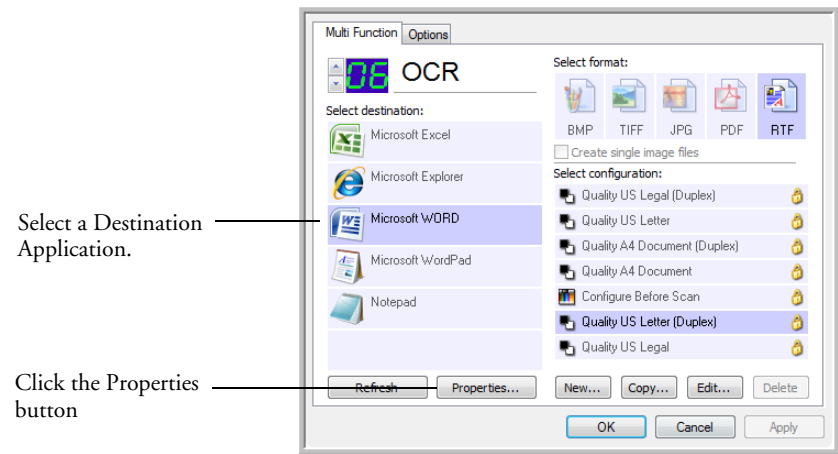 Multi Function
Options
06 OCR
Select destination:
Microsoft Excel
Microsoft Explorer
Microsoft WORD
Microsoft WordPad
Notepad
Refresh
Properties...
Select format:
BMP TIFF JPG PDF RTF
Create single image files
Select configuration:
Quality US Legal (Duplex)
Quality US Letter
Quality A4 Document (Duplex)
Quality A4 Document
Configure Before Scan
Quality US Letter (Duplex)
Quality US Legal
New... Copy... Edit... Delete
OK Cancel Apply
Select a Destination
Application.
Click the Properties
button